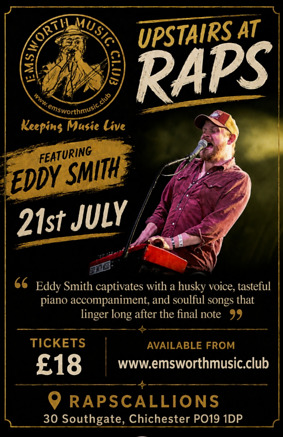 EMSWORTH MUSIC CLUB
www.emsworthmusic.club
Keeping Music Live
UPSTAIRS AT
RAPS
FEATURING
EDDY SMITH
21st JULY
“ Eddy Smith captivates with a husky voice, tasteful
piano accompaniment, and soulful songs that
linger long after the final note ”
TICKETS
£18
AVAILABLE FROM
www.emsworthmusic.club
RAPSCALLIONS
30 Southgate, Chichester PO19 1DP